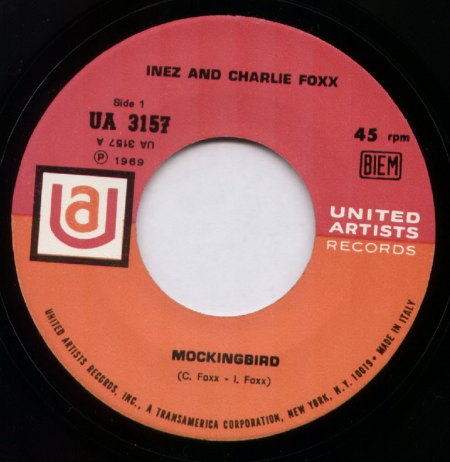 INEZ AND CHARLIE FOXX
Side 1
UA 3157
UA 3157 A
Ⓟ 1969
45 rpm
BIEM
ua
UNITED
ARTISTS
RECORDS
MOCKINGBIRD
(C. Foxx - I. Foxx)
UNITED ARTISTS RECORDS, INC., A TRANSAMERICA CORPORATION, NEW YORK, N.Y. 10019 • MADE IN ITALY